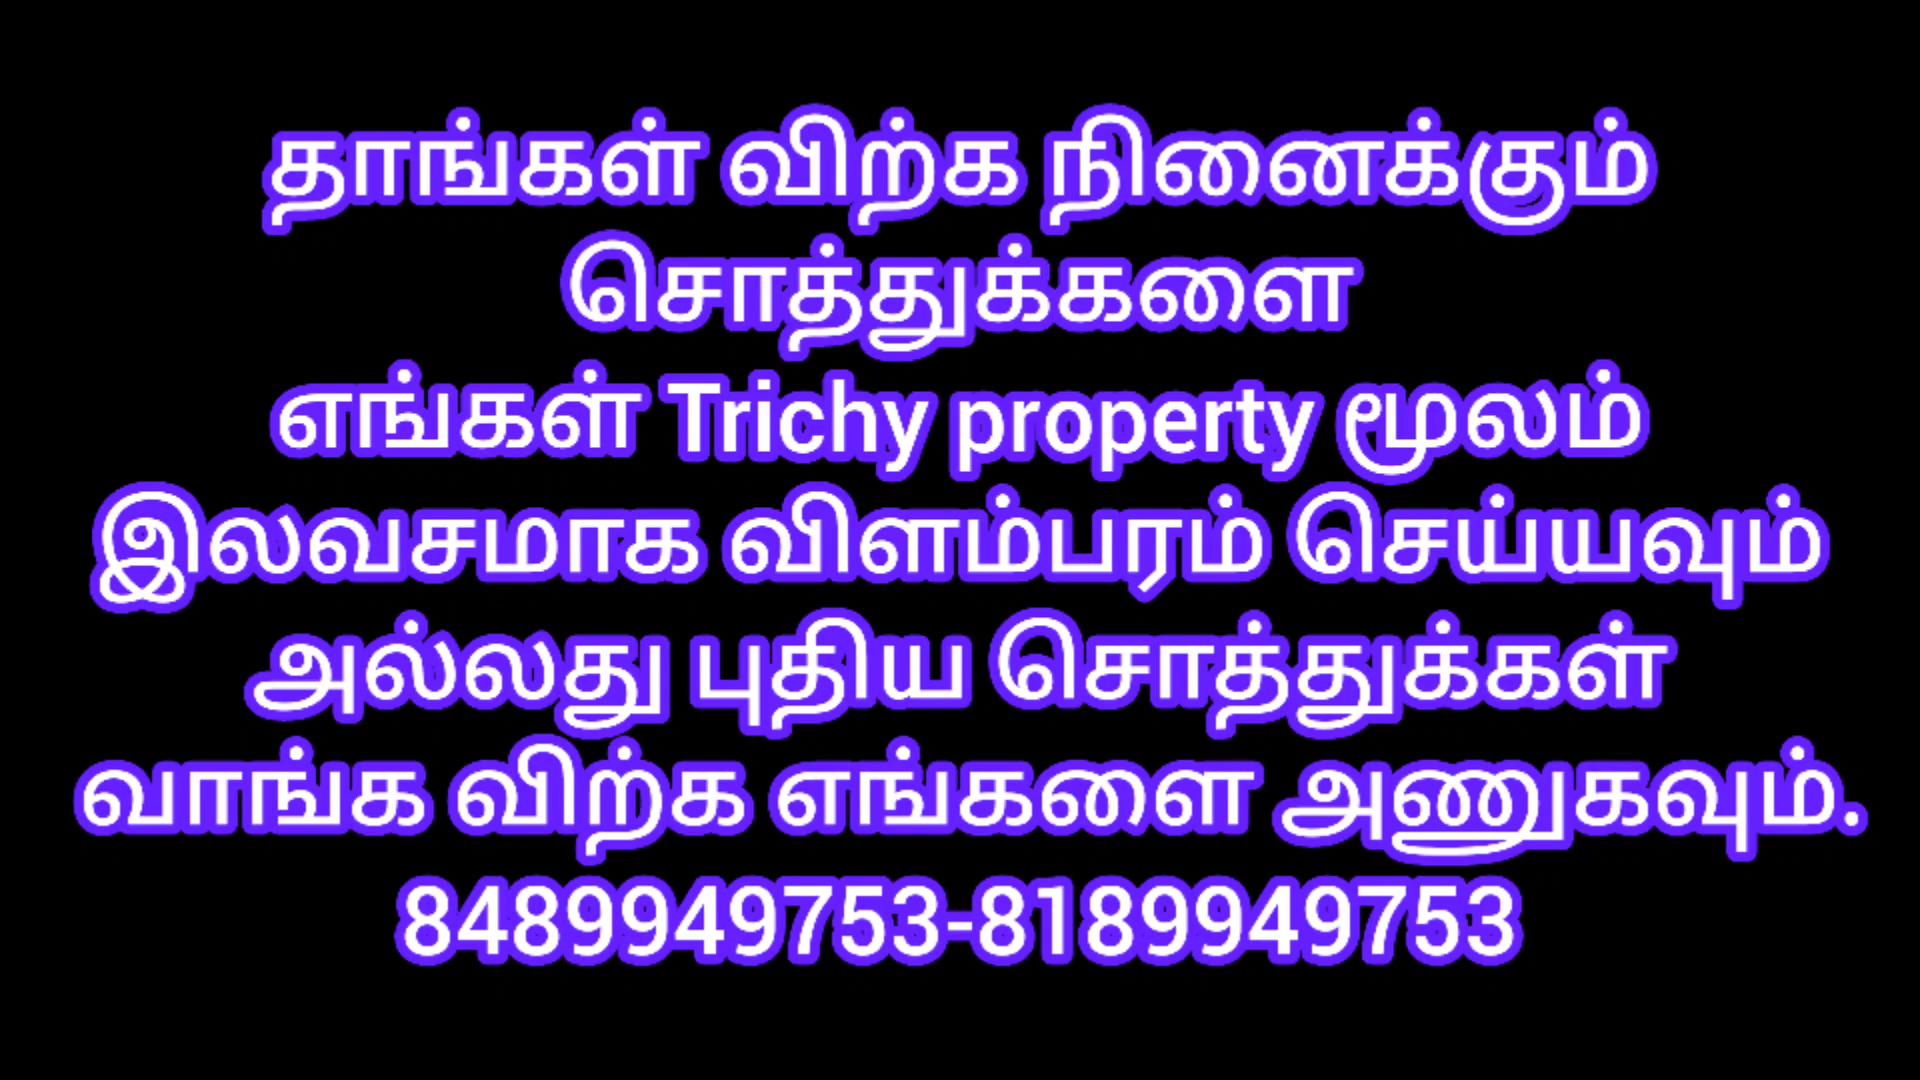 தாங்கள் விற்க நினைக்கும்
சொத்துக்களை
எங்கள் Trichy property மூலம்
இலவசமாக விளம்பரம் செய்யவும்
அல்லது புதிய சொத்துக்கள்
வாங்க விற்க எங்களை அணுகவும்.
8489949753-8189949753